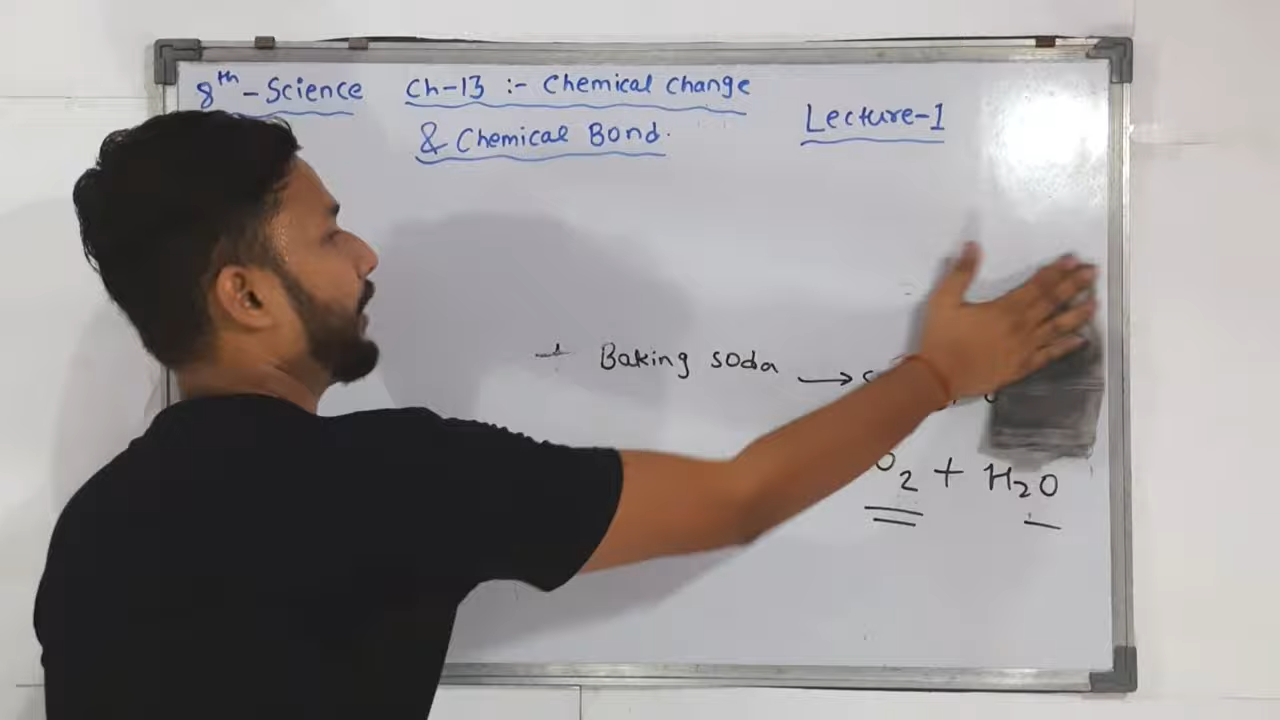 8th - Science Ch-13 :- Chemical Change
& Chemical Bond.
Lecture-1
+ Baking soda →
O2 + H2O